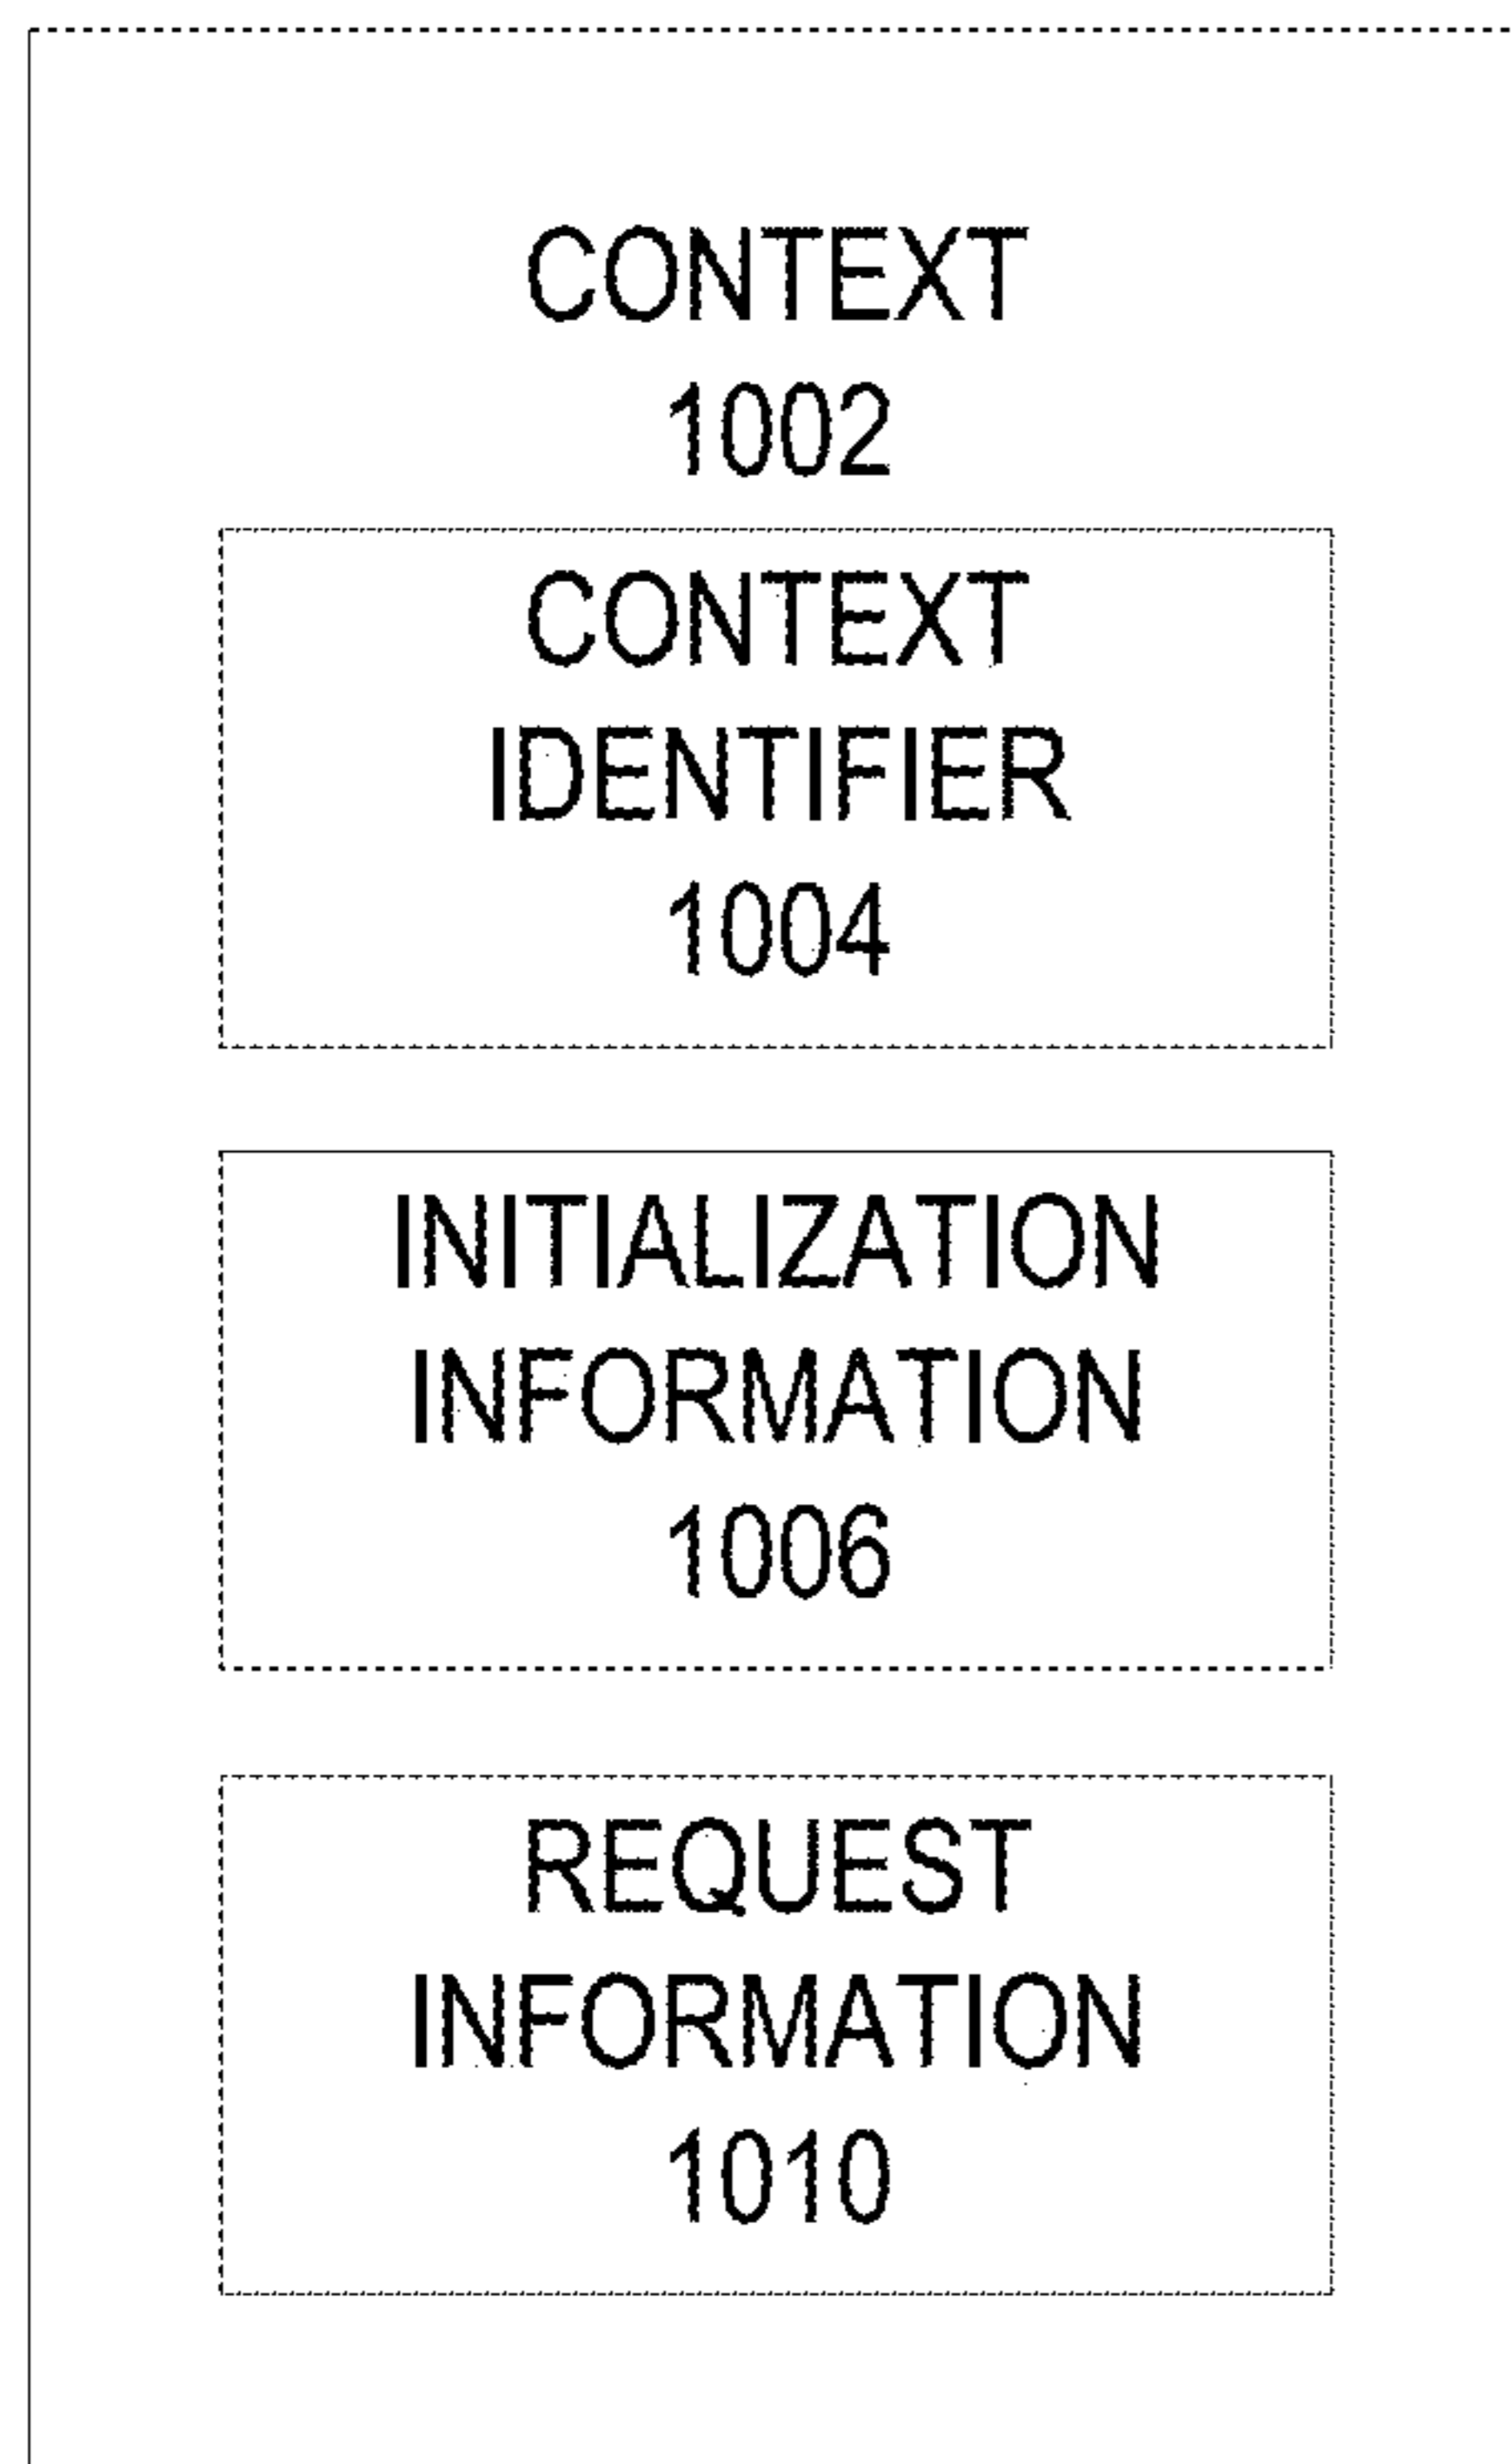 CONTEXT
1002
CONTEXT
IDENTIFIER
1004
INITIALIZATION
INFORMATION
1006
REQUEST
INFORMATION
1010